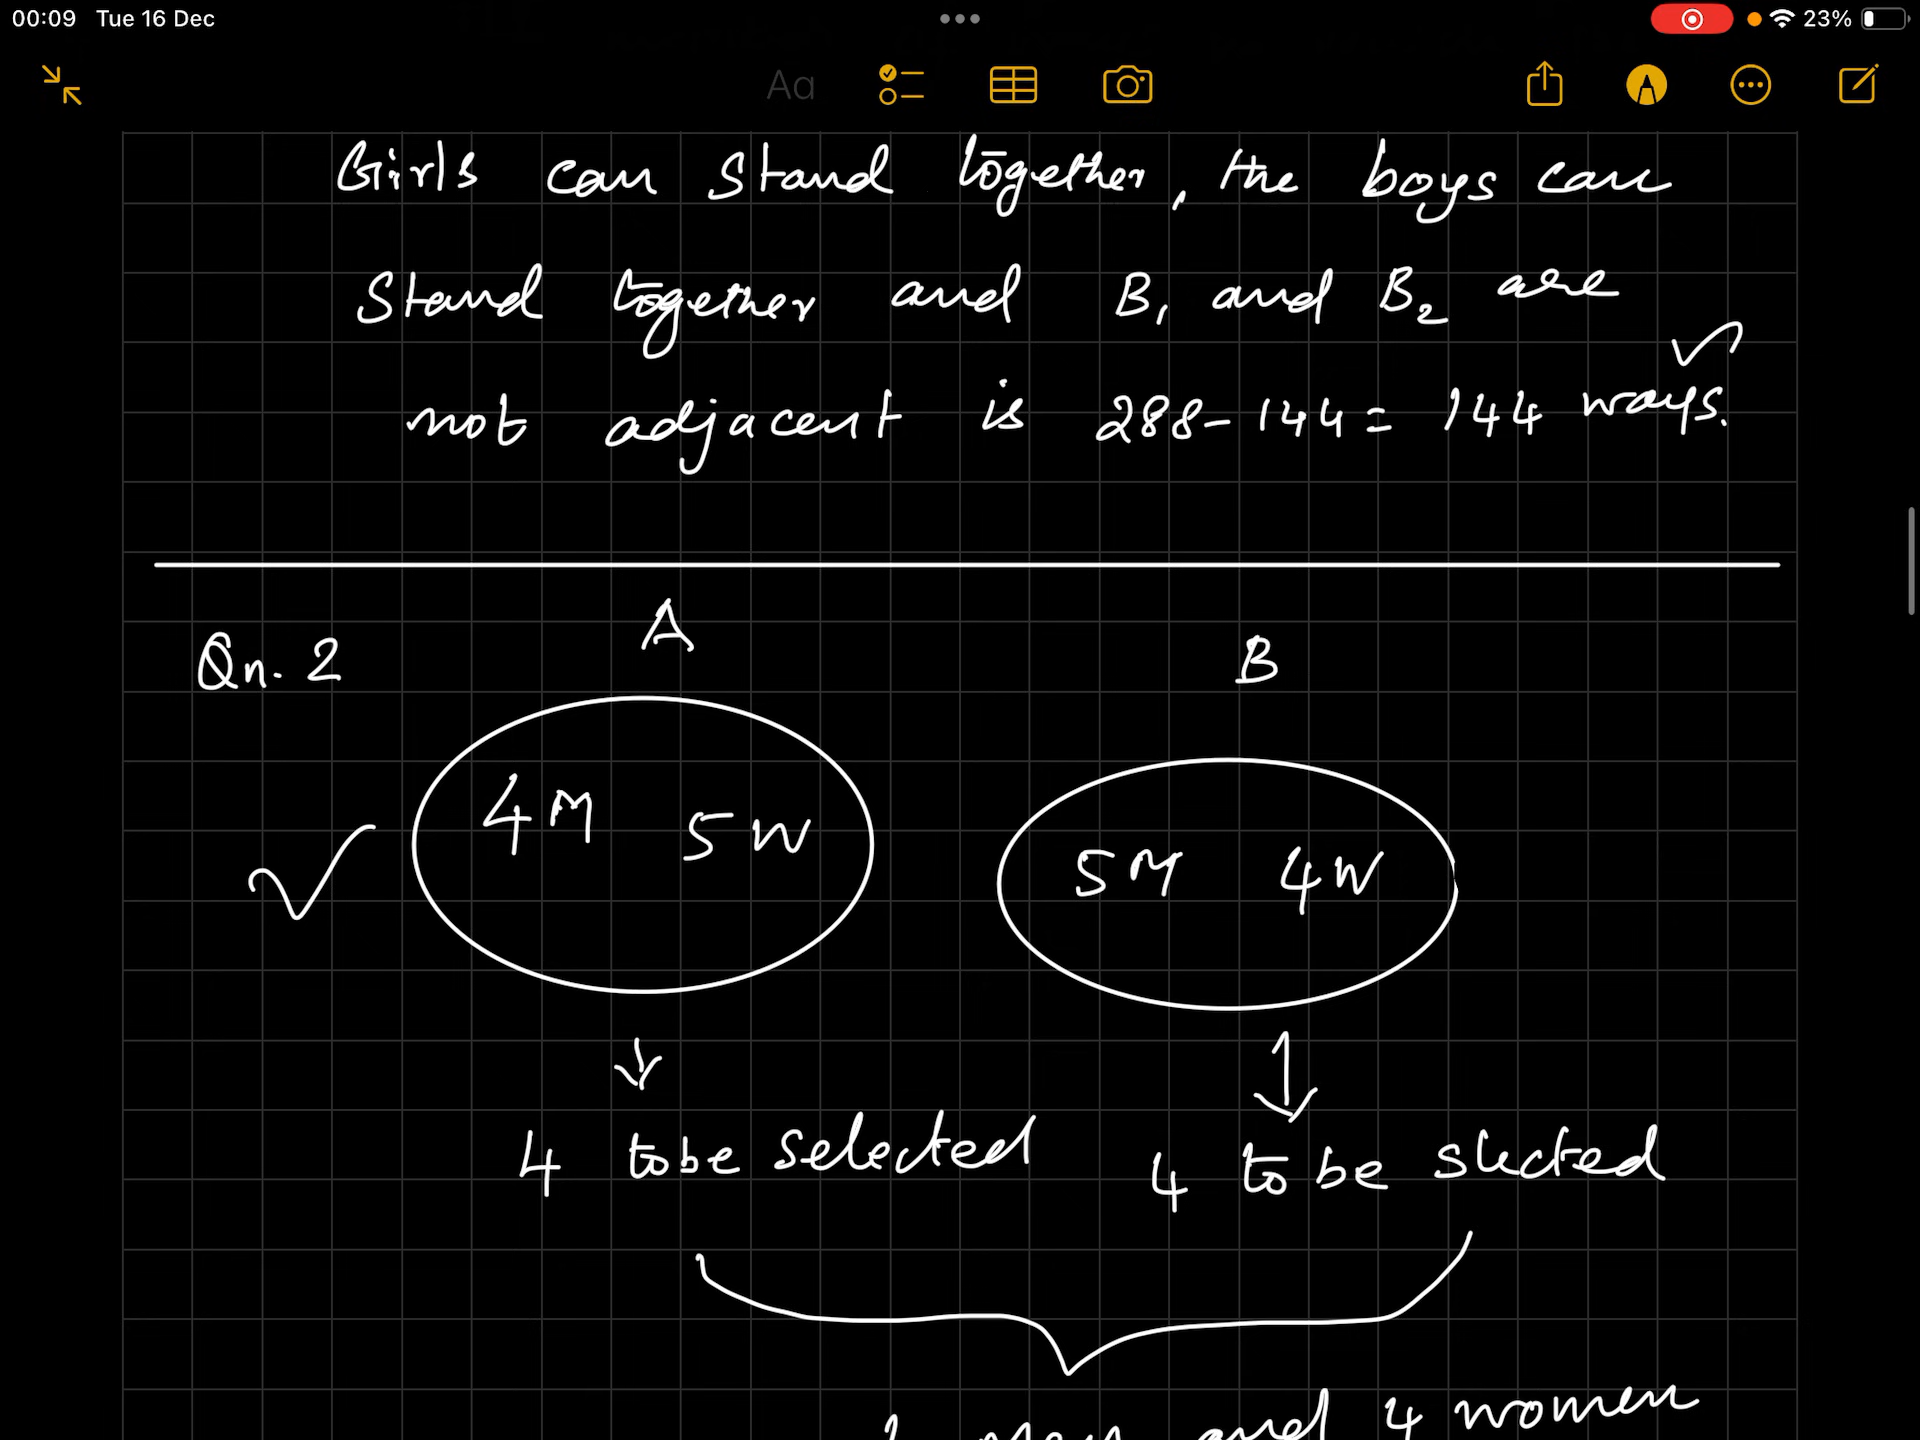 00:09 Tue 16 Dec 23%
Aa
Girls can stand together, the boys can
stand together and B₁ and B₂ are
not adjacent is 288-144= 144 ways.
Qn. 2
A
B
4M 5W
5M 4W
4 to be selected
4 to be slected
and 4 women